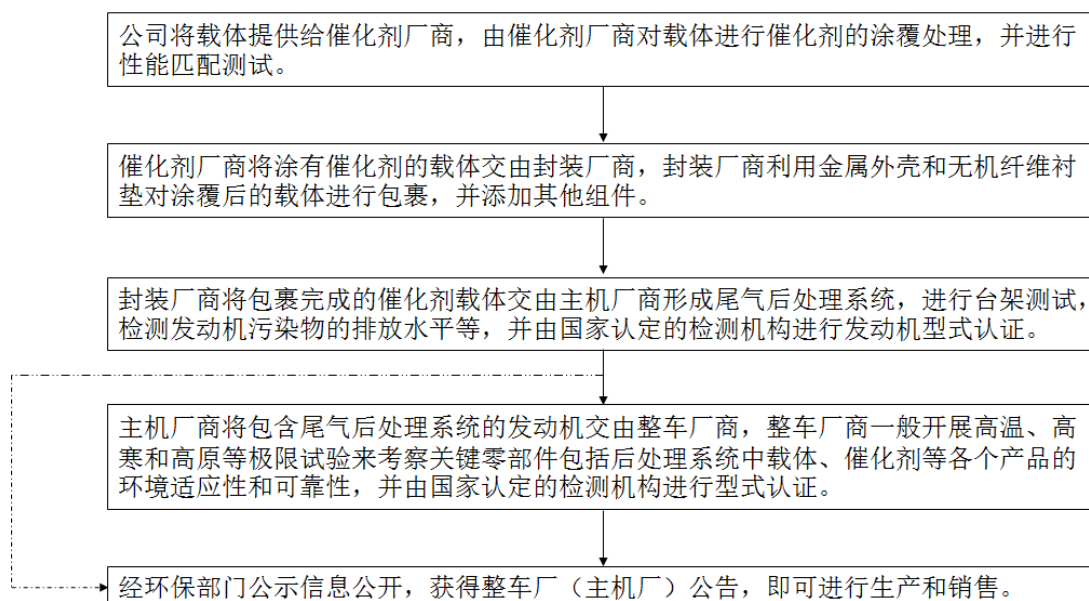 公司将载体提供给催化剂厂商，由催化剂厂商对载体进行催化剂的涂覆处理，并进行
性能匹配测试。
催化剂厂商将涂有催化剂的载体交由封装厂商，封装厂商利用金属外壳和无机纤维衬
垫对涂覆后的载体进行包裹，并添加其他组件。
封装厂商将包裹完成的催化剂载体交由主机厂商形成尾气后处理系统，进行台架测试，
检测发动机污染物的排放水平等，并由国家认定的检测机构进行发动机型式认证。
主机厂商将包含尾气后处理系统的发动机交由整车厂商，整车厂商一般开展高温、高
寒和高原等极限试验来考察关键零部件包括后处理系统中载体、催化剂等各个产品的
环境适应性和可靠性，并由国家认定的检测机构进行型式认证。
经环保部门公示信息公开，获得整车厂（主机厂）公告，即可进行生产和销售。